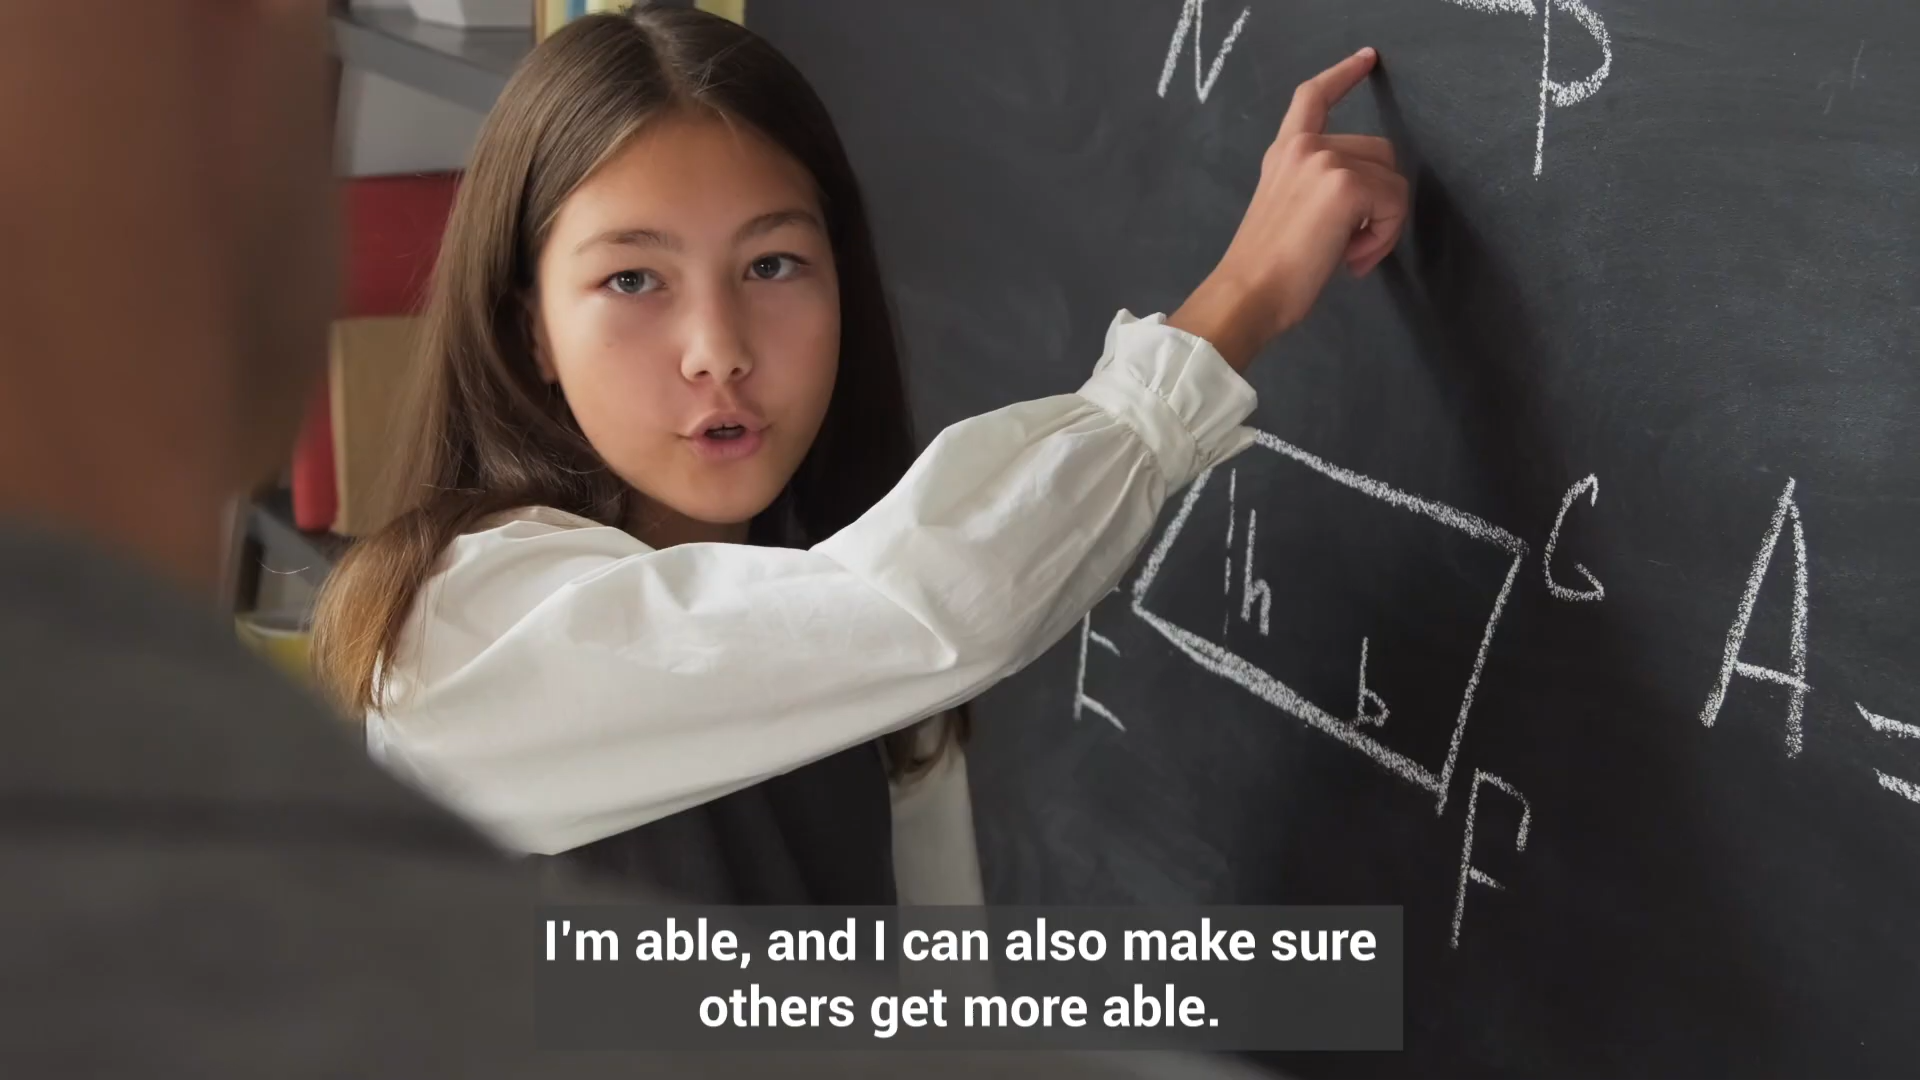 N
h
G
E
b
A =
F
I'm able, and I can also make sure
others get more able.